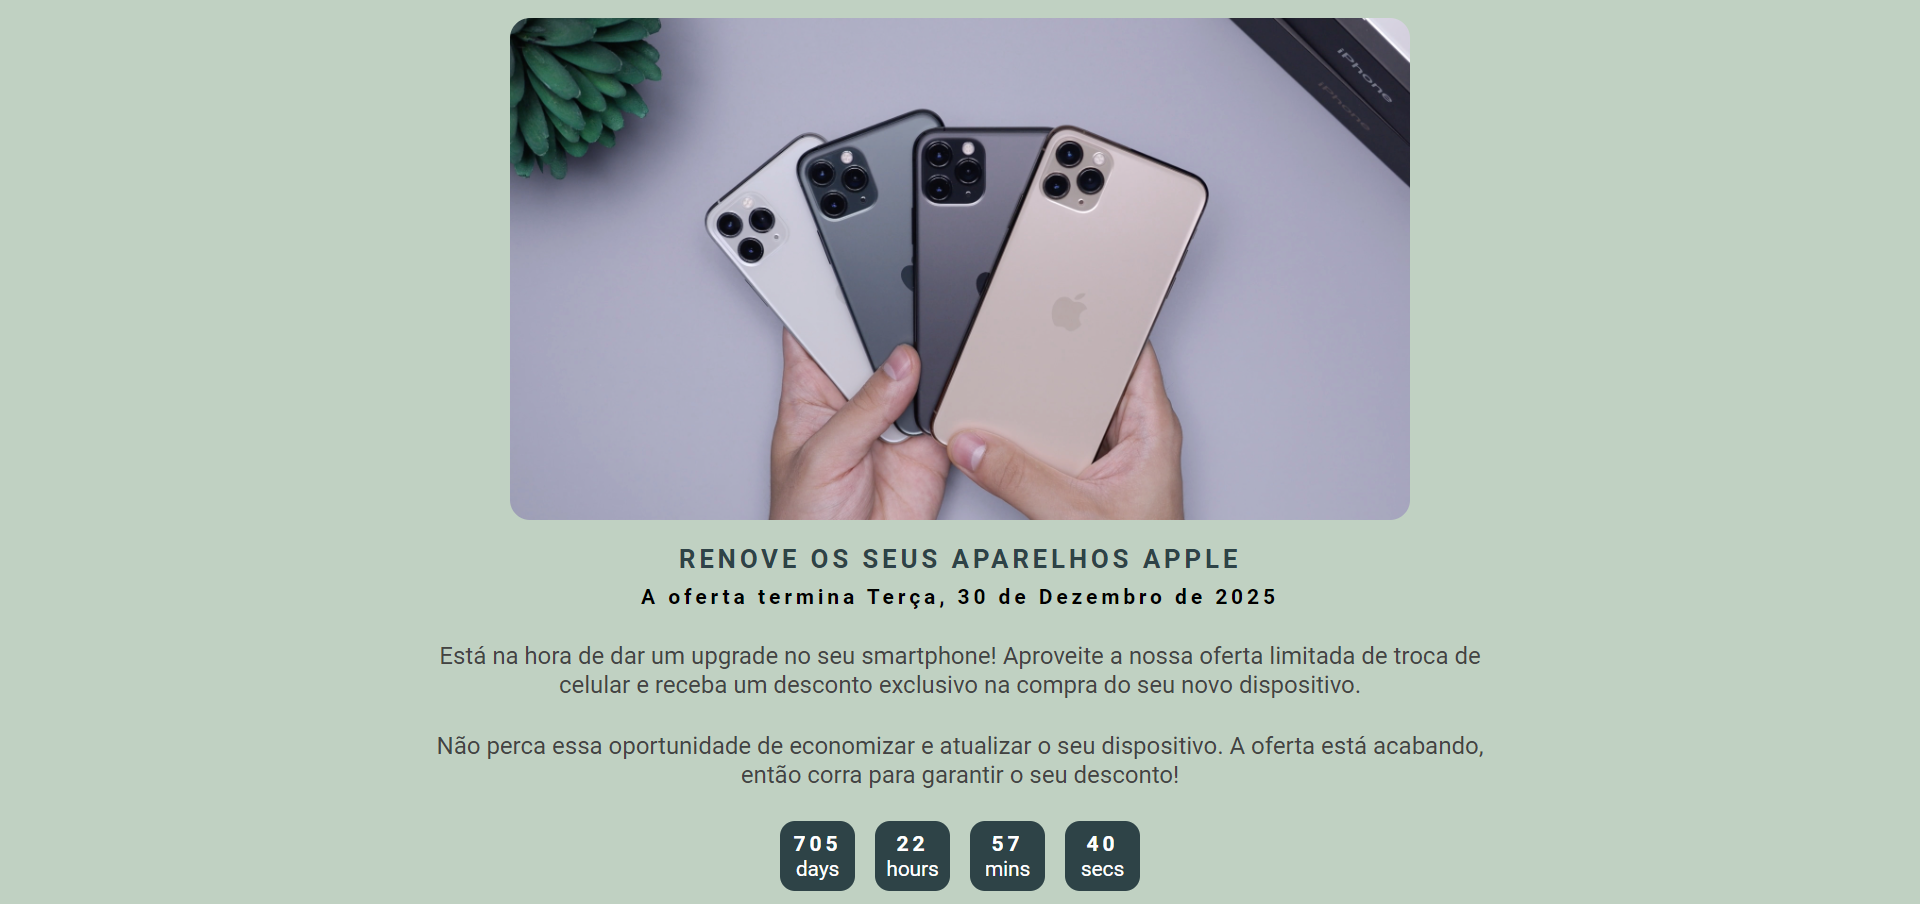 iPhone
iPhone
RENOVE OS SEUS APARELHOS APPLE
A oferta termina Terça, 30 de Dezembro de 2025
Está na hora de dar um upgrade no seu smartphone! Aproveite a nossa oferta limitada de troca de
celular e receba um desconto exclusivo na compra do seu novo dispositivo.
Não perca essa oportunidade de economizar e atualizar o seu dispositivo. A oferta está acabando,
então corra para garantir o seu desconto!
705 22 57 40
days hours mins secs